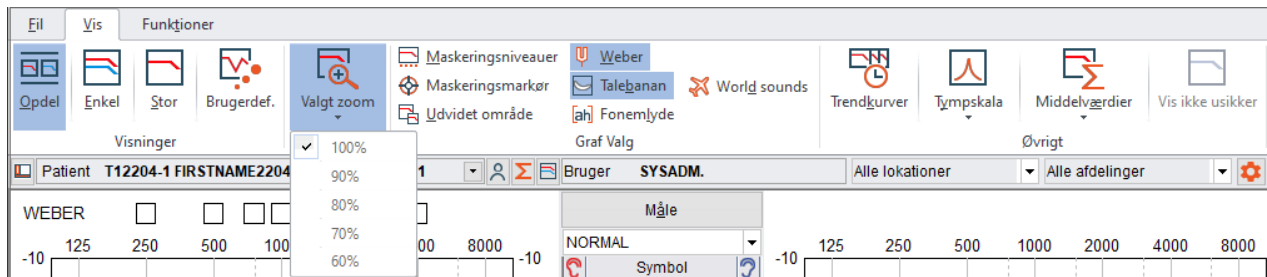 Fil Vis Funktioner
Opdel Enkel Stor Brugerdef. Valgt zoom Maskeringsniveauer Weber
Maskeringsmarkør Talebanan World sounds
Udvidet område [ah] Fonemlyde
Trendkurver Tympskala Middelværdier Vis ikke usikker
Visninger Graf Valg Øvrigt
100%
90%
80%
70%
60%
Patient T12204-1 FIRSTNAME2204 1 Bruger SYSADM. Alle lokationer Alle afdelinger
WEBER Måle
125 250 500 100 00 8000 NORMAL 125 250 500 1000 2000 4000 8000
-10 -10 Symbol -10